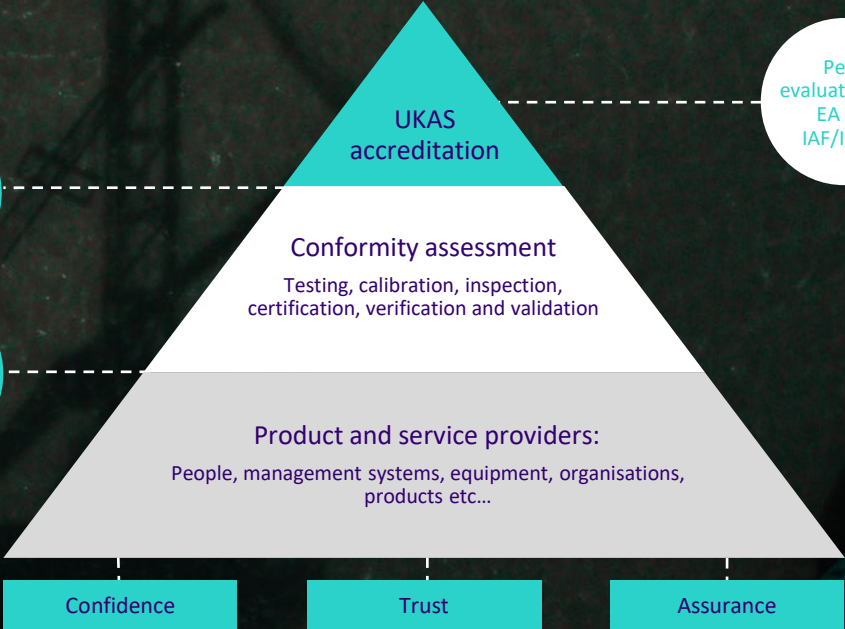 UKAS
accreditation
EA
Conformity assessment
Testing, calibration, inspection,
certification, verification and validation
Product and service providers:
People, management systems, equipment, organisations,
products etc…
Confidence
Trust
Assurance